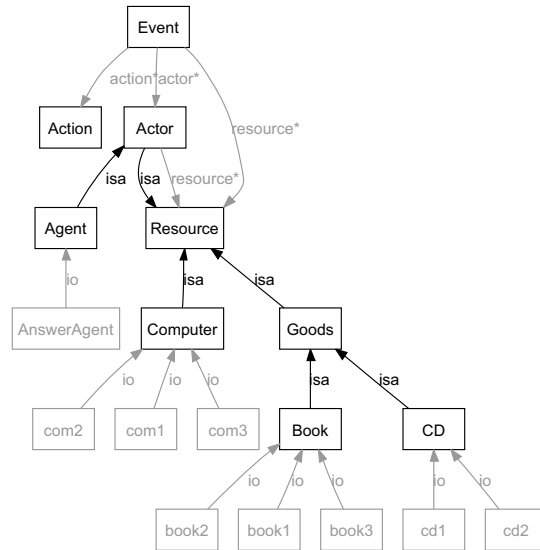 Event
action*
actor*
Action
Actor
resource*
isa
isa
resource*
Agent
Resource
io
isa
isa
AnswerAgent
Computer
Goods
io
io
io
isa
isa
com2
com1
com3
Book
CD
io
io
io
io
io
book2
book1
book3
cd1
cd2